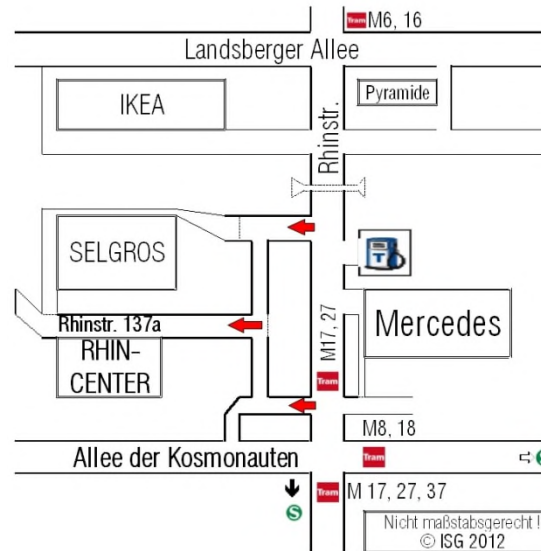 Tram M6, 16
Landsberger Allee
IKEA
Pyramide
Rhinstr.
SELGROS
Rhinstr. 137a
M17, 27
Mercedes
RHIN-
CENTER
Tram
M8, 18
Allee der Kosmonauten
Tram
S
S
Tram M 17, 27, 37
Nicht maßstabsgerecht !
© ISG 2012